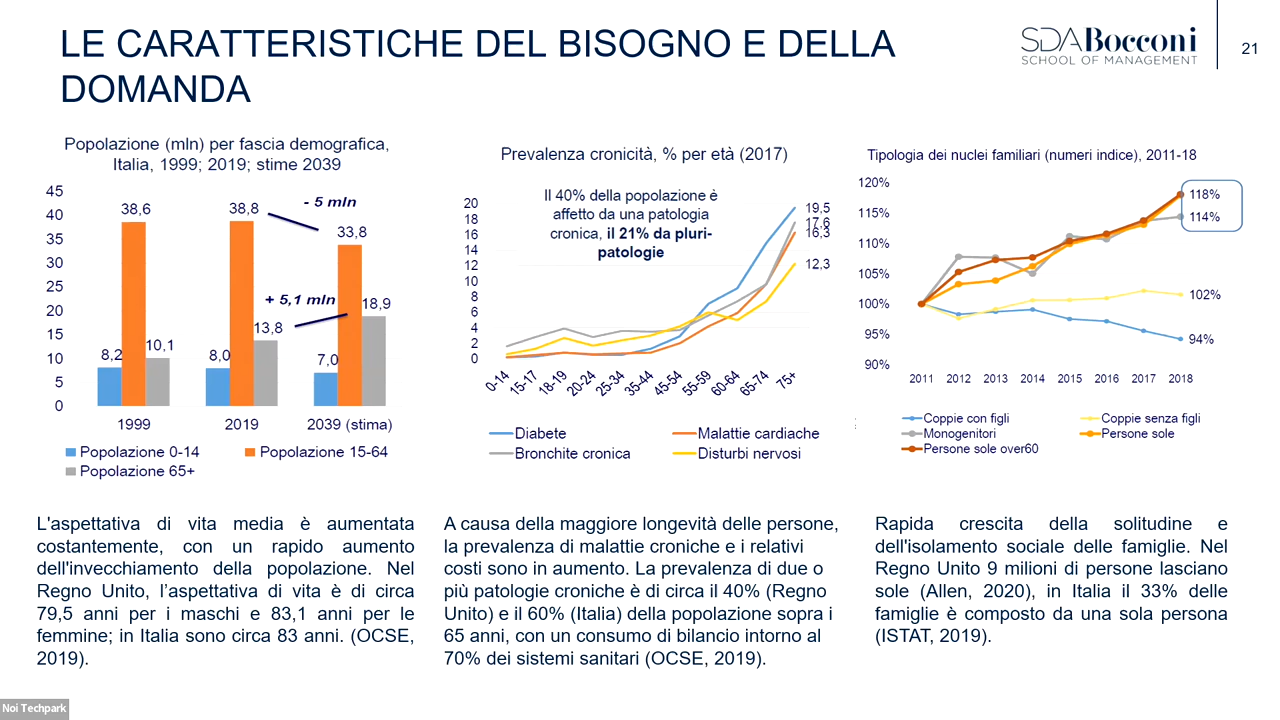 LE CARATTERISTICHE DEL BISOGNO E DELLA
DOMANDA
SDA Bocconi
SCHOOL OF MANAGEMENT
21
Popolazione (mln) per fascia demografica,
Italia, 1999; 2019; stime 2039
45
40
35
30
25
20
15
10
5
0
38,6
38,8
33,8
- 5 mln
+ 5,1 mln
8,2
10,1
8,0
13,8
7,0
18,9
1999
2019
2039 (stima)
Popolazione 0-14
Popolazione 15-64
Popolazione 65+
Prevalenza cronicità, % per età (2017)
Il 40% della popolazione è
affetto da una patologia
cronica, il 21% da pluri-
patologie
20
18
16
14
12
10
8
6
4
2
0
19,5
17,6
16,3
12,3
0-14
15-17
18-19
20-24
25-34
35-44
45-54
55-59
60-64
65-74
75+
Diabete
Malattie cardiache
Bronchite cronica
Disturbi nervosi
Tipologia dei nuclei familiari (numeri indice), 2011-18
120%
115%
110%
105%
100%
95%
90%
118%
114%
102%
94%
2011
2012
2013
2014
2015
2016
2017
2018
Coppie con figli
Coppie senza figli
Monogenitori
Persone sole
Persone sole over60
L'aspettativa di vita media è aumentata
costantemente, con un rapido aumento
dell'invecchiamento della popolazione. Nel
Regno Unito, l’aspettativa di vita è di circa
79,5 anni per i maschi e 83,1 anni per le
femmine; in Italia sono circa 83 anni. (OCSE,
2019).
A causa della maggiore longevità delle persone,
la prevalenza di malattie croniche e i relativi
costi sono in aumento. La prevalenza di due o
più patologie croniche è di circa il 40% (Regno
Unito) e il 60% (Italia) della popolazione sopra i
65 anni, con un consumo di bilancio intorno al
70% dei sistemi sanitari (OCSE, 2019).
Rapida crescita della solitudine e
dell'isolamento sociale delle famiglie. Nel
Regno Unito 9 milioni di persone lasciano
sole (Allen, 2020), in Italia il 33% delle
famiglie è composto da una sola persona
(ISTAT, 2019).
Noi Techpark